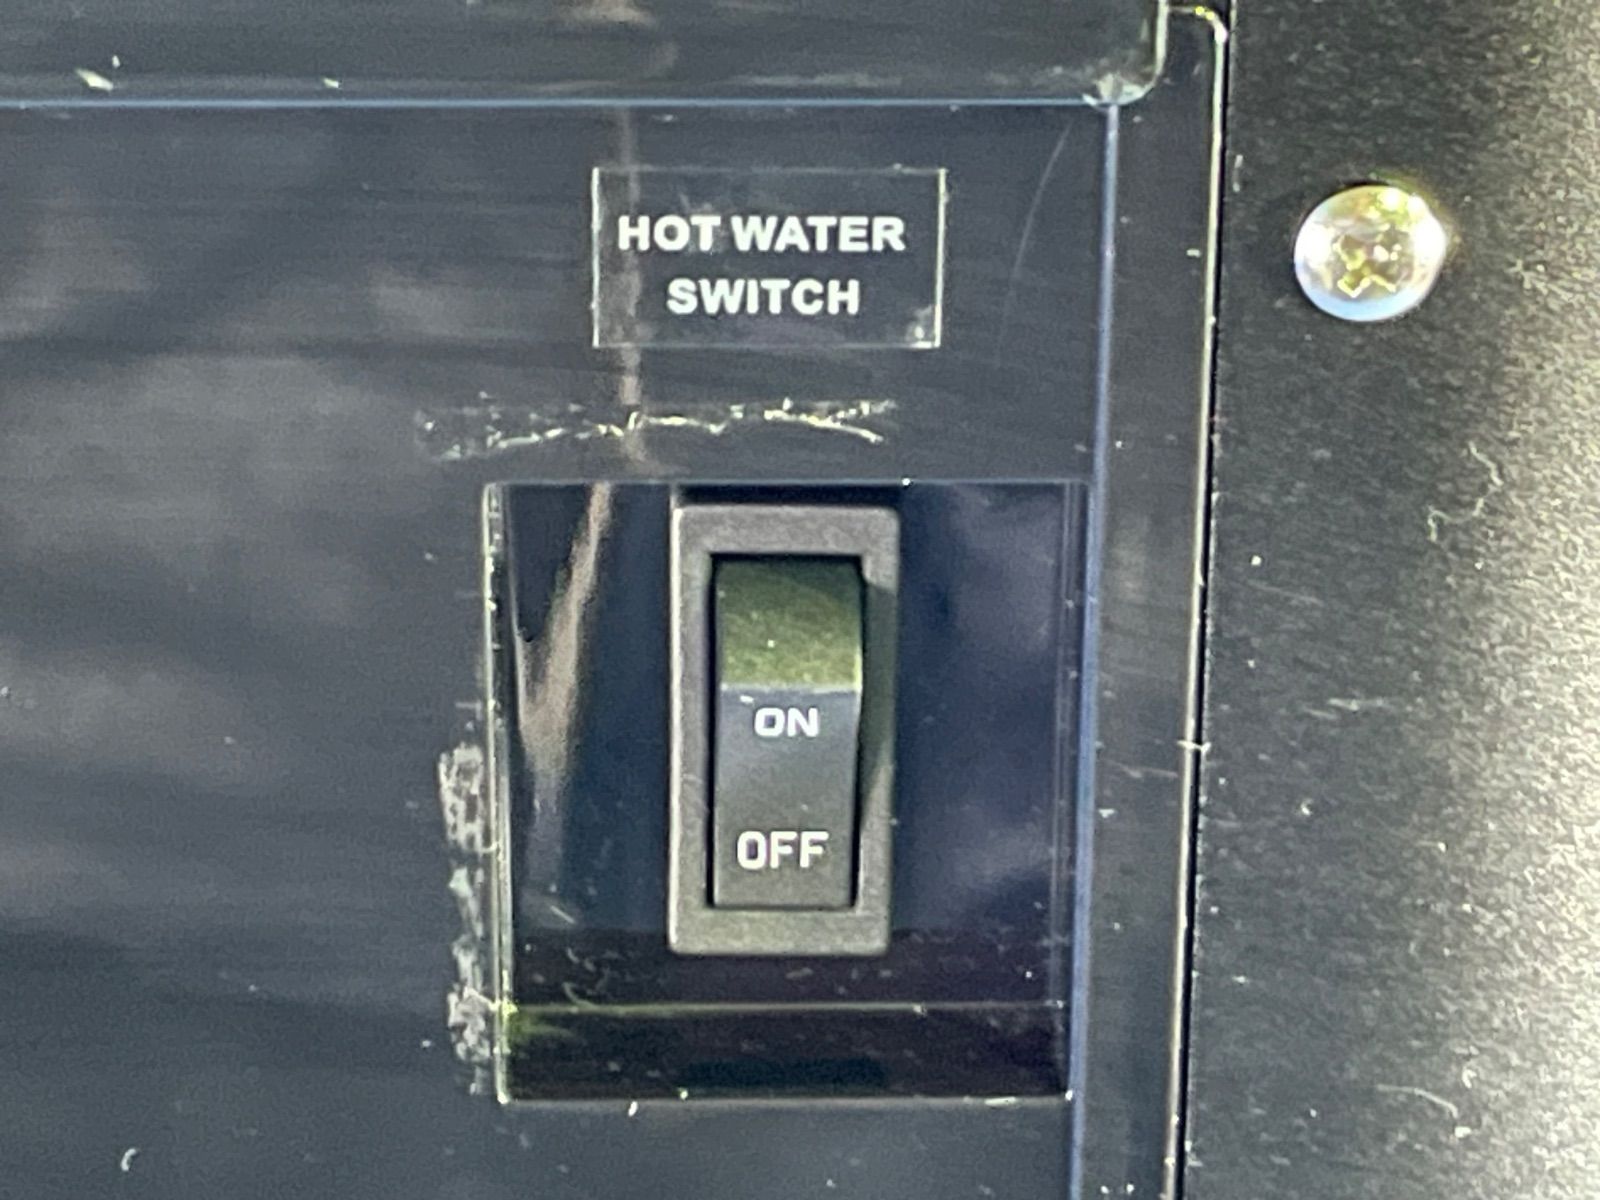 HOT WATER
SWITCH
ON
OFF